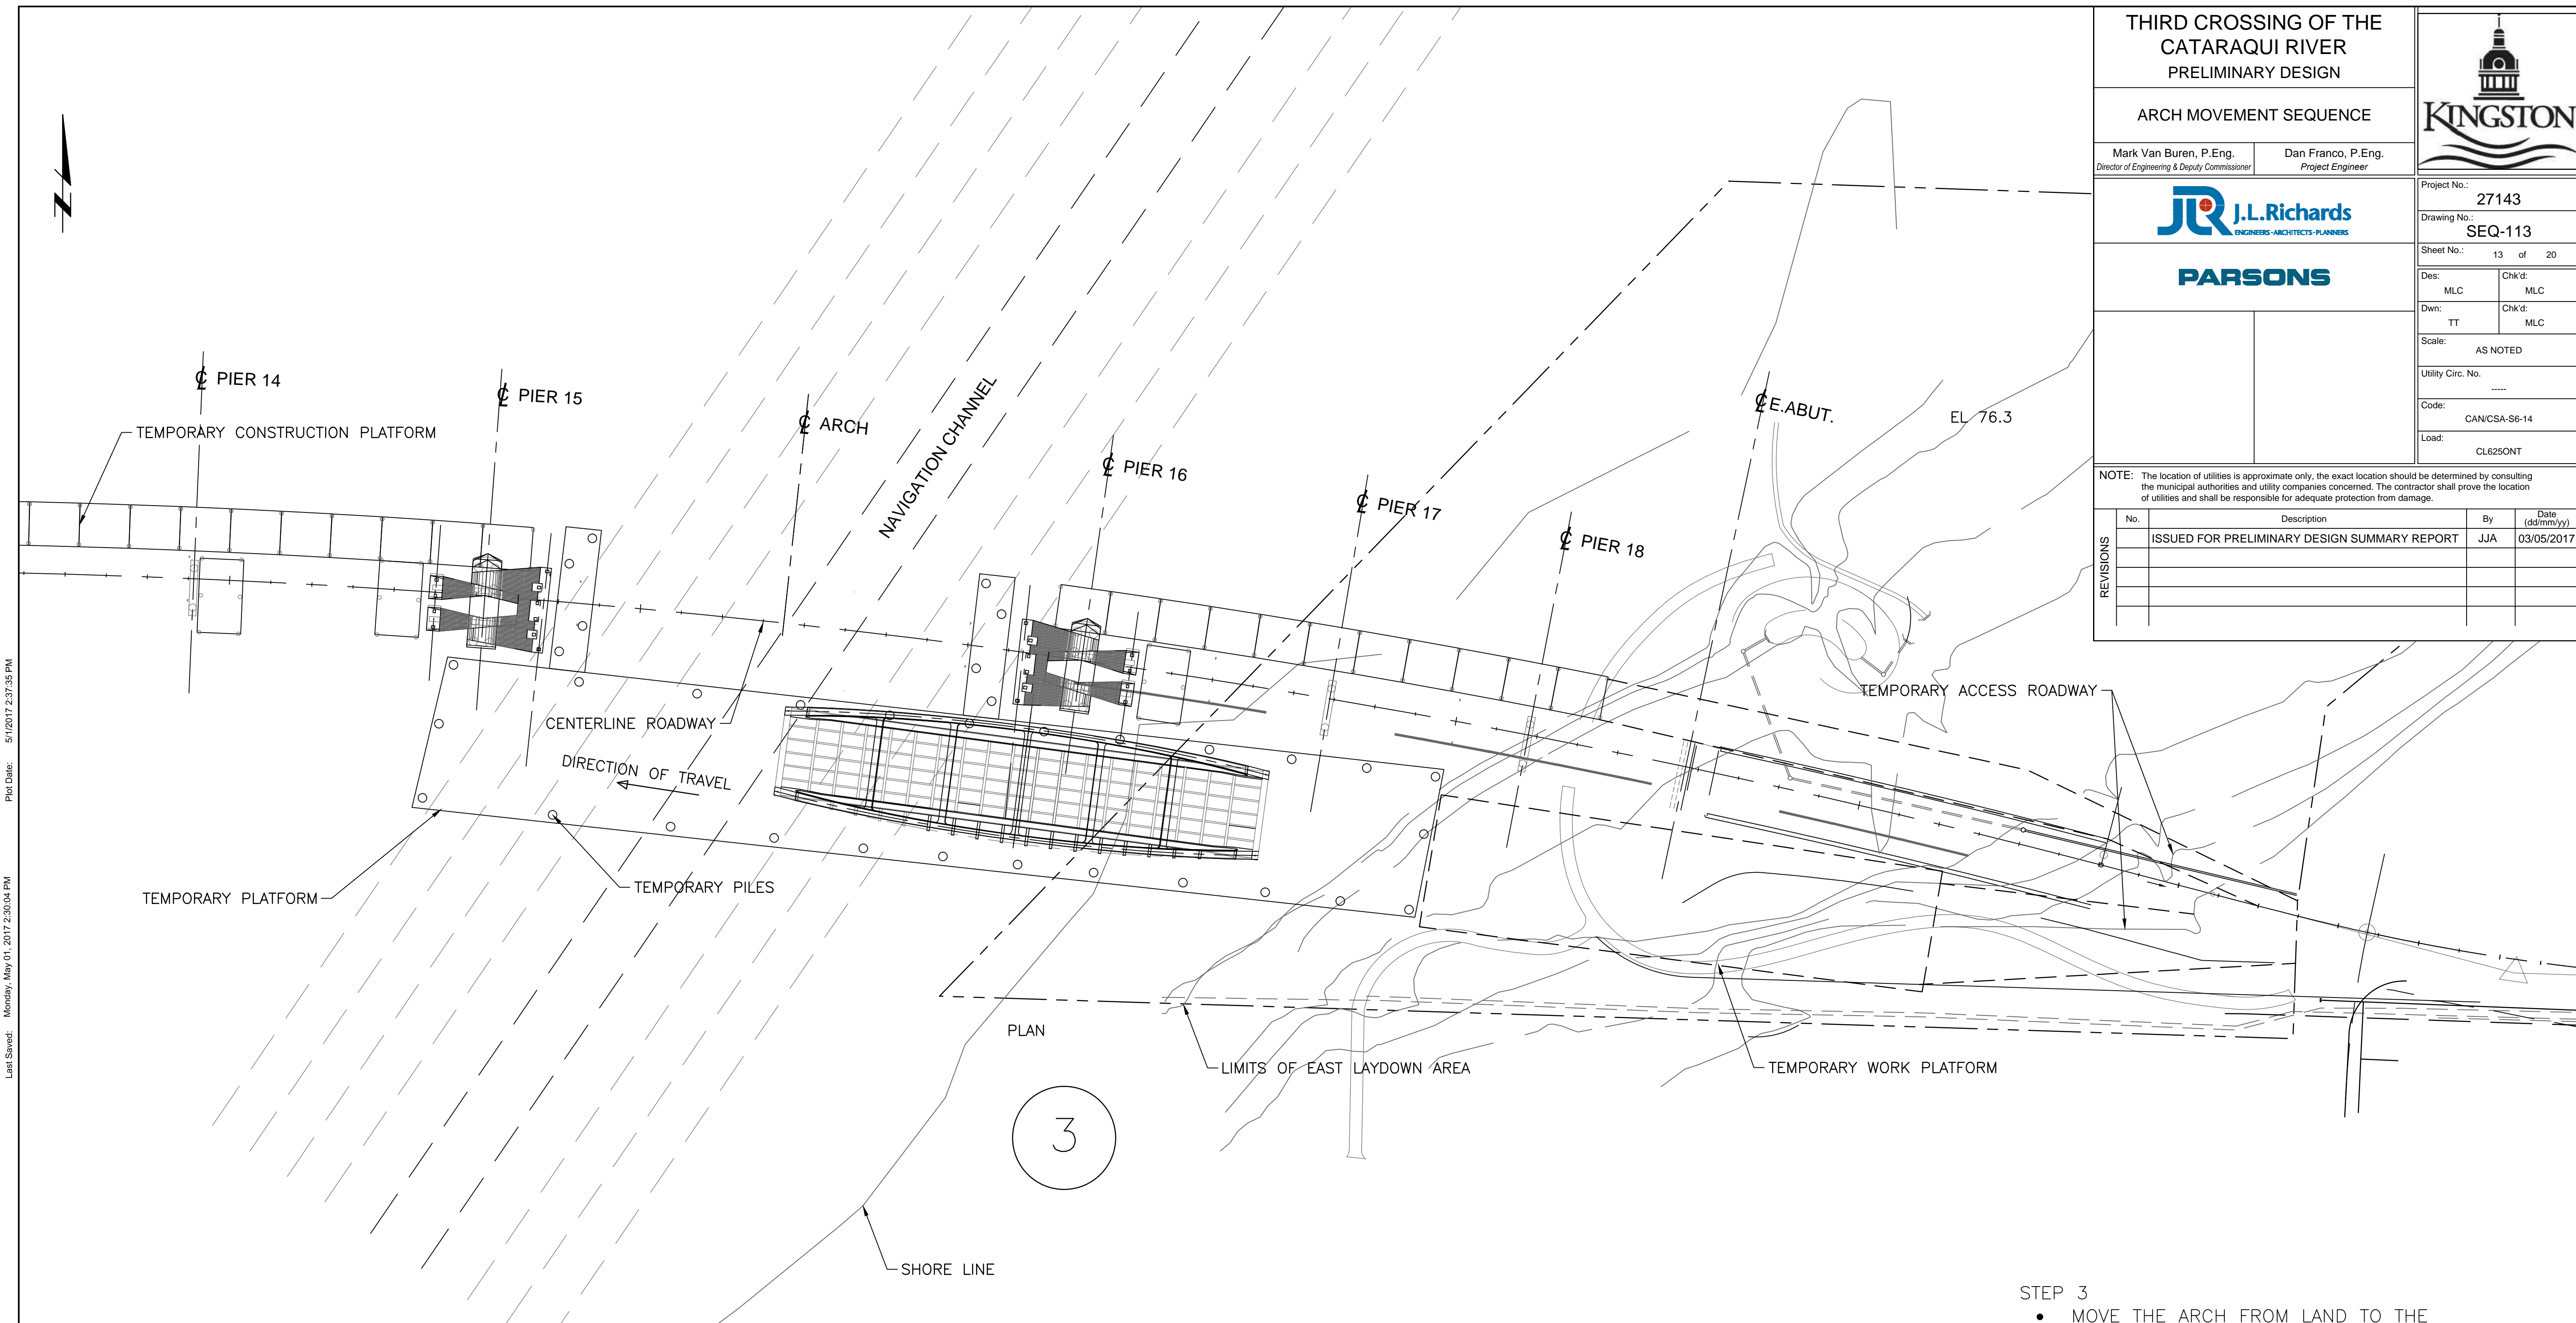 THIRD CROSSING OF THE
CATARAQUI RIVER
PRELIMINARY DESIGN
ARCH MOVEMENT SEQUENCE
Mark Van Buren, P.Eng.
Director of Engineering & Deputy Commissioner
Dan Franco, P.Eng.
Project Engineer
KINGSTON
JLR J.L.Richards
ENGINEERS·ARCHITECTS·PLANNERS
PARSONS
Project No.:
27143
Drawing No.:
SEQ-113
Sheet No.: 13 of 20
Des: Chk'd:
MLC MLC
Dwn: Chk'd:
TT MLC
Scale:
AS NOTED
Utility Circ. No.
-----
Code:
CAN/CSA-S6-14
Load:
CL625ONT
NOTE: The location of utilities is approximate only, the exact location should be determined by consulting
the municipal authorities and utility companies concerned. The contractor shall prove the location
of utilities and shall be responsible for adequate protection from damage.
REVISIONS
No. Description By Date (dd/mm/yy)
ISSUED FOR PRELIMINARY DESIGN SUMMARY REPORT JJA 03/05/2017
N
℄ PIER 14
℄ PIER 15
℄ ARCH
NAVIGATION CHANNEL
℄ PIER 16
℄ PIER 17
℄ PIER 18
℄ E.ABUT.
EL 76.3
TEMPORARY CONSTRUCTION PLATFORM
CENTERLINE ROADWAY
DIRECTION OF TRAVEL
TEMPORARY ACCESS ROADWAY
TEMPORARY PLATFORM
TEMPORARY PILES
PLAN
LIMITS OF EAST LAYDOWN AREA
TEMPORARY WORK PLATFORM
3
SHORE LINE
STEP 3
• MOVE THE ARCH FROM LAND TO THE
Plot Date: 5/1/2017 2:37:35 PM
Last Saved: Monday, May 01, 2017 2:30:04 PM